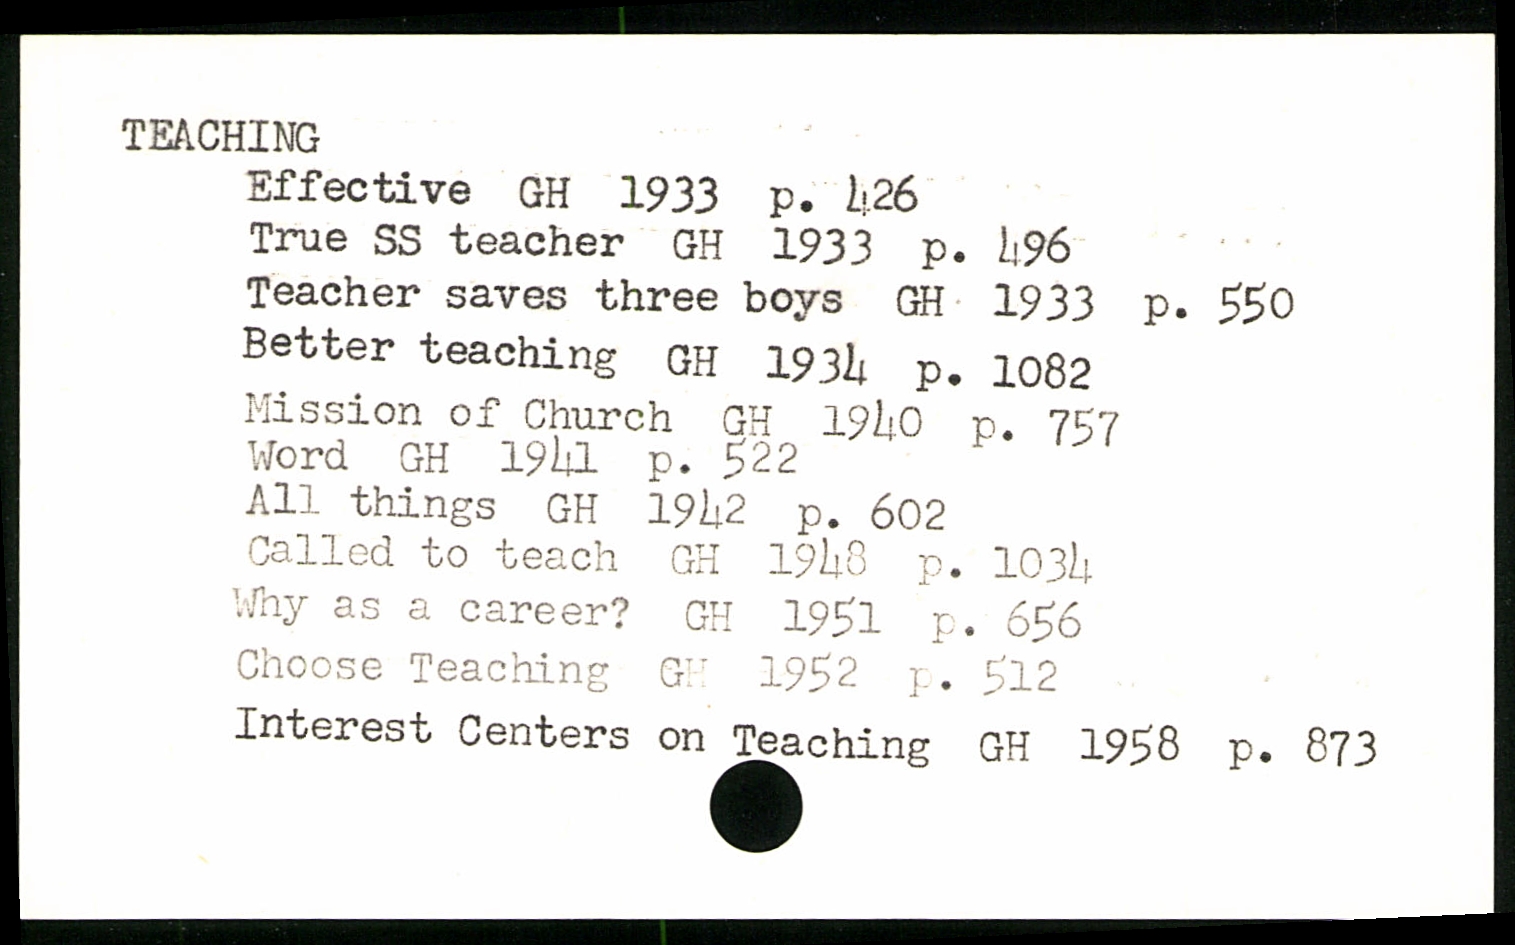 TEACHING
Effective GH 1933 p. 426
True SS teacher GH 1933 p. 496
Teacher saves three boys GH 1933 p. 550
Better teaching GH 1934 p. 1082
Mission of Church GH 1940 p. 757
Word GH 1941 p. 522
All things GH 1942 p. 602
Called to teach GH 1948 p. 1034
Why as a career? GH 1951 p. 656
Choose Teaching GH 1952 p. 512
Interest Centers on Teaching GH 1958 p. 873